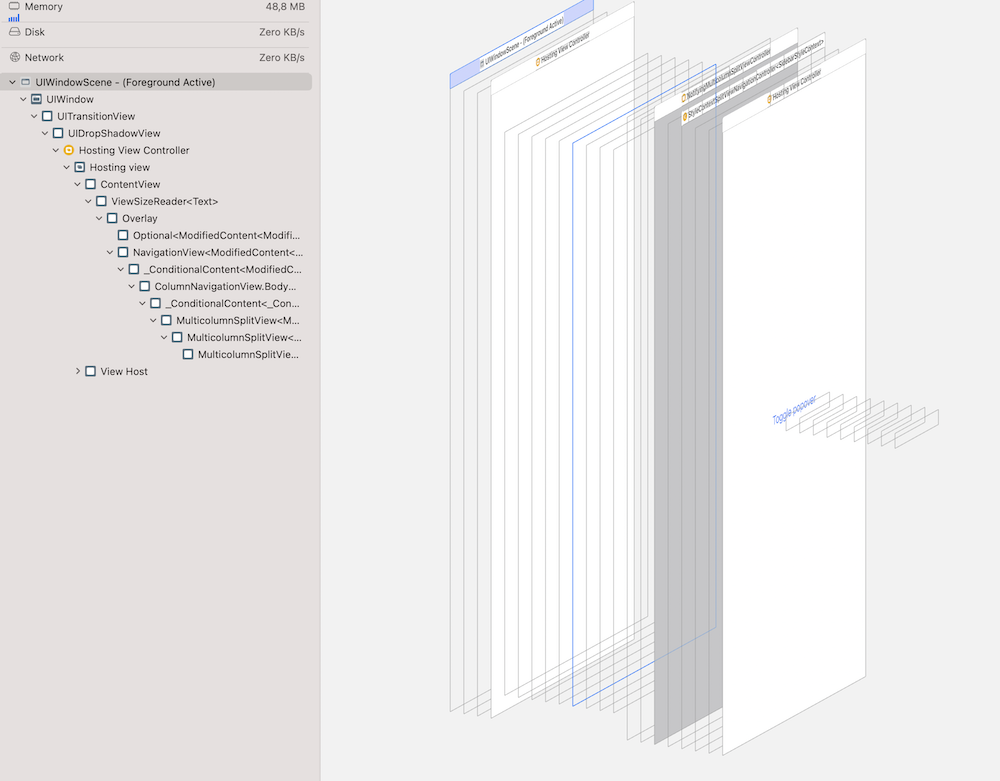 Memory 48,8 MB
Disk Zero KB/s
Network Zero KB/s
UIWindowScene - (Foreground Active)
UIWindow
UITransitionView
UIDropShadowView
Hosting View Controller
Hosting view
ContentView
ViewSizeReader<Text>
Overlay
Optional<ModifiedContent<Modifi...
NavigationView<ModifiedContent<...
_ConditionalContent<ModifiedC...
ColumnNavigationView.Body...
_ConditionalContent<_Con...
MulticolumnSplitView<M...
MulticolumnSplitView<...
MulticolumnSplitVie...
View Host
UIWindowScene - (Foreground Active)
Hosting View Controller
NotifyingMulticolumnSplitViewController
StyleContextSplitViewNavigationController<SidebarStyleContext>
Hosting View Controller
Toggle popover